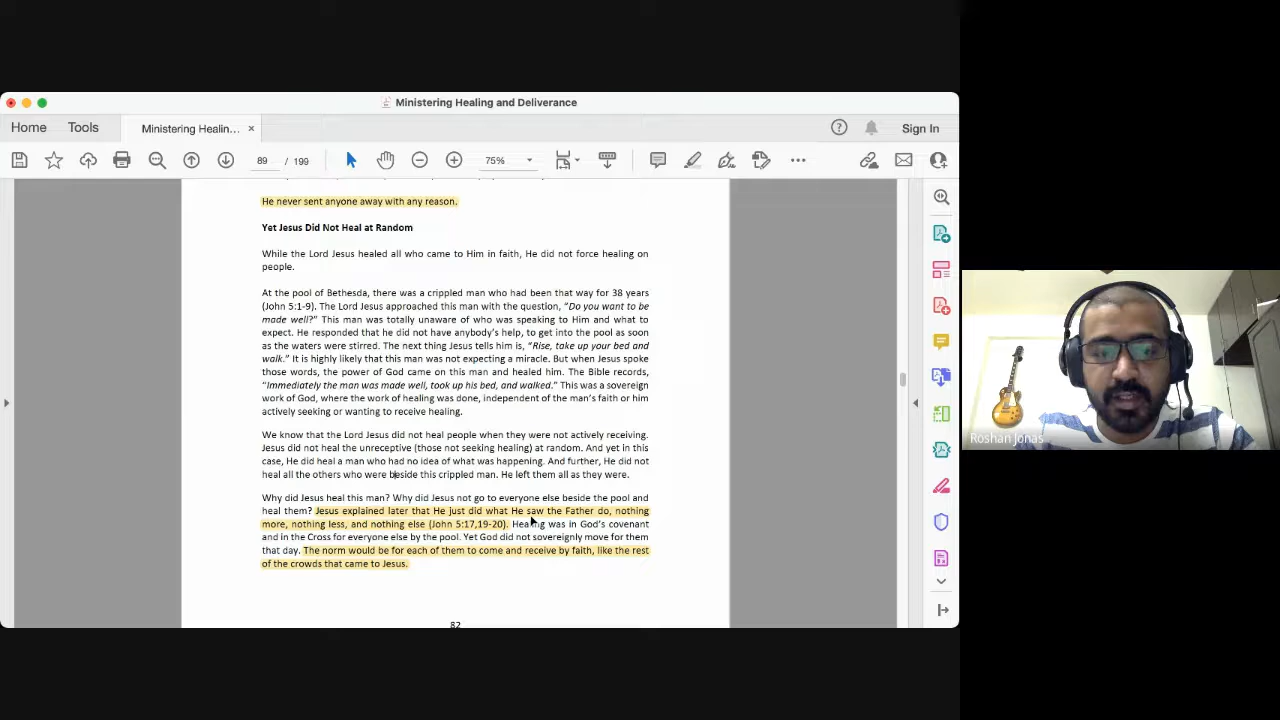 Ministering Healing and Deliverance
Home Tools Ministering Healin... × Sign In
89 / 199 75%
He never sent anyone away with any reason.
Yet Jesus Did Not Heal at Random
While the Lord Jesus healed all who came to Him in faith, He did not force healing on
people.
At the pool of Bethesda, there was a crippled man who had been that way for 38 years
(John 5:1-9). The Lord Jesus approached this man with the question, “Do you want to be
made well?” This man was totally unaware of who was speaking to Him and what to
expect. He responded that he did not have anybody’s help, to get into the pool as soon
as the waters were stirred. The next thing Jesus tells him is, “Rise, take up your bed and
walk.” It is highly likely that this man was not expecting a miracle. But when Jesus spoke
those words, the power of God came on this man and healed him. The Bible records,
“Immediately the man was made well, took up his bed, and walked.” This was a sovereign
work of God, where the work of healing was done, independent of the man’s faith or him
actively seeking or wanting to receive healing.
We know that the Lord Jesus did not heal people when they were not actively receiving.
Jesus did not heal the unreceptive (those not seeking healing) at random. And yet in this
case, He did heal a man who had no idea of what was happening. And further, He did not
heal all the others who were beside this crippled man. He left them all as they were.
Why did Jesus heal this man? Why did Jesus not go to everyone else beside the pool and
heal them? Jesus explained later that He just did what He saw the Father do, nothing
more, nothing less, and nothing else (John 5:17,19-20). Healing was in God’s covenant
and in the Cross for everyone else by the pool. Yet God did not sovereignly move for them
that day. The norm would be for each of them to come and receive by faith, like the rest
of the crowds that came to Jesus.
82
Roshan Jonas